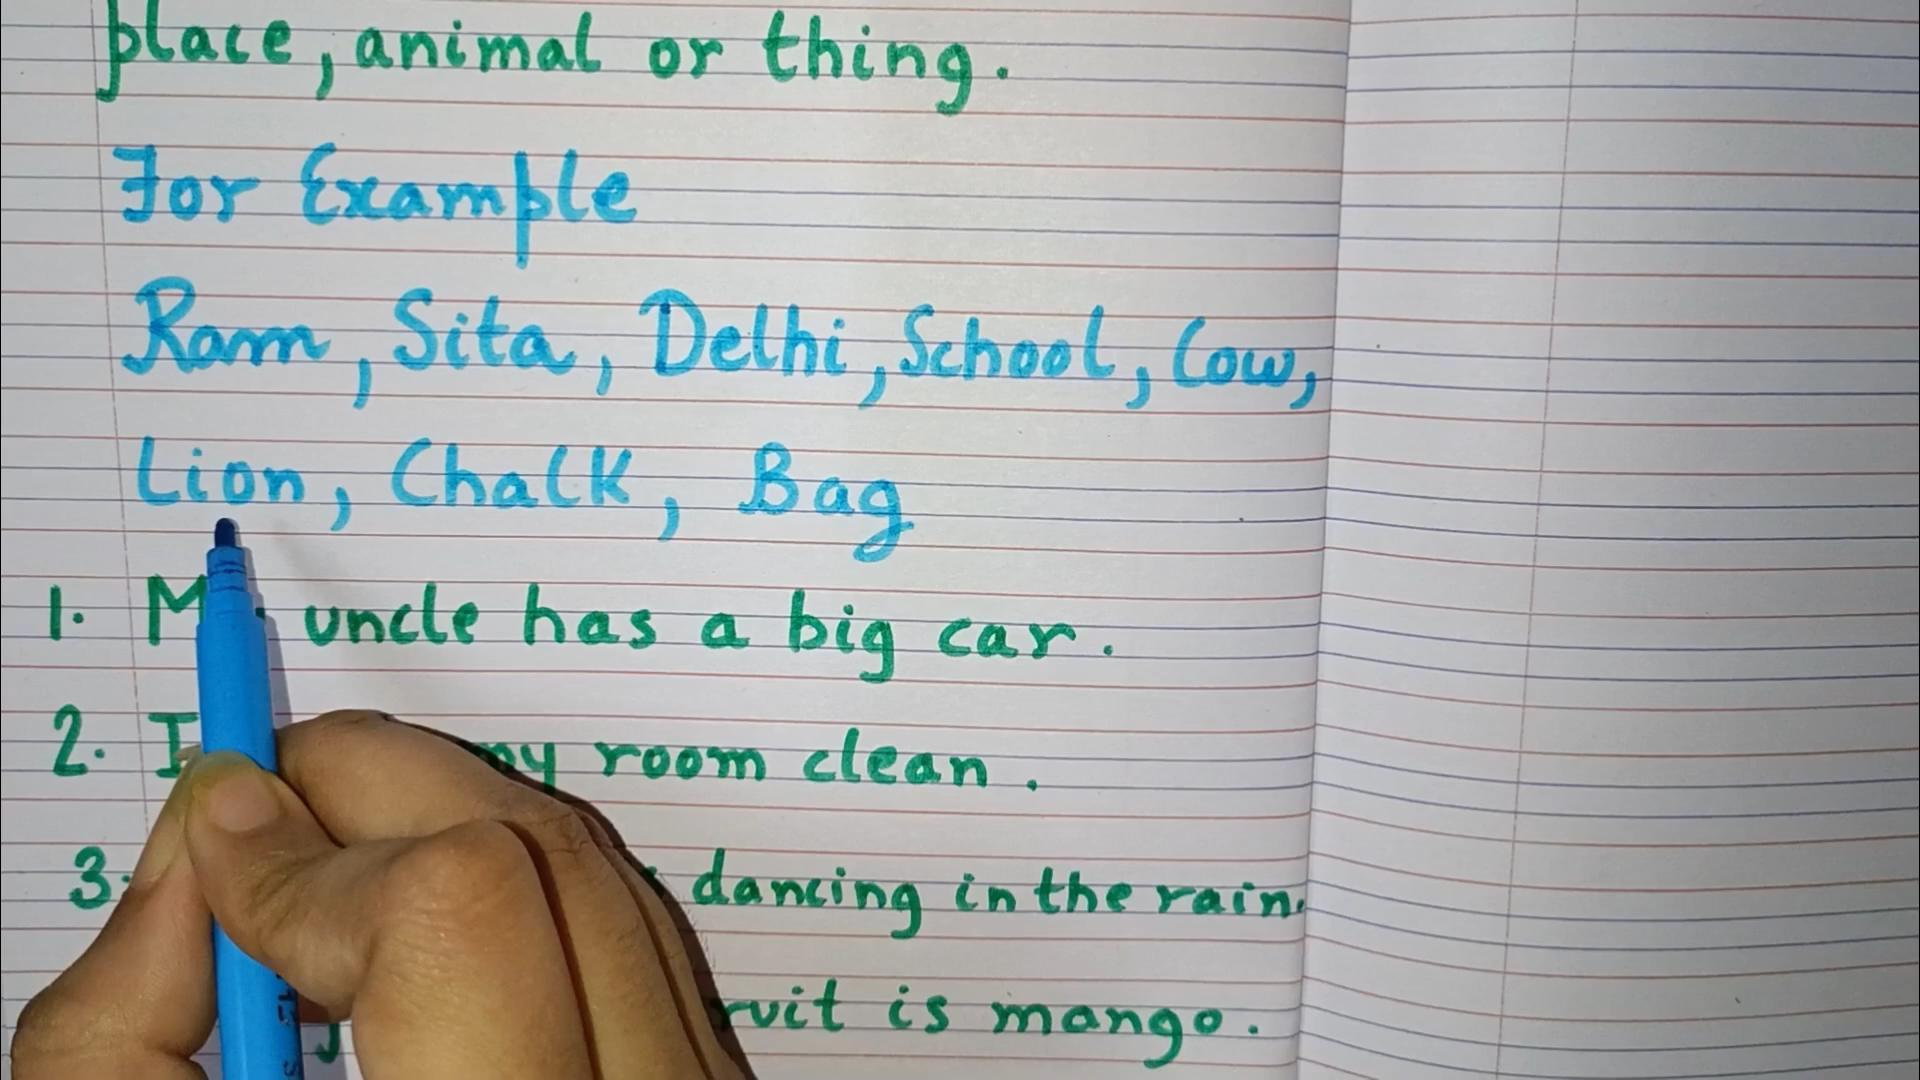 place, animal or thing.
For Example
Ram, Sita, Delhi, School, Cow,
Lion, Chalk, Bag
1. uncle has a big car.
2. I my room clean.
3. dancing in the rain.
is mango.